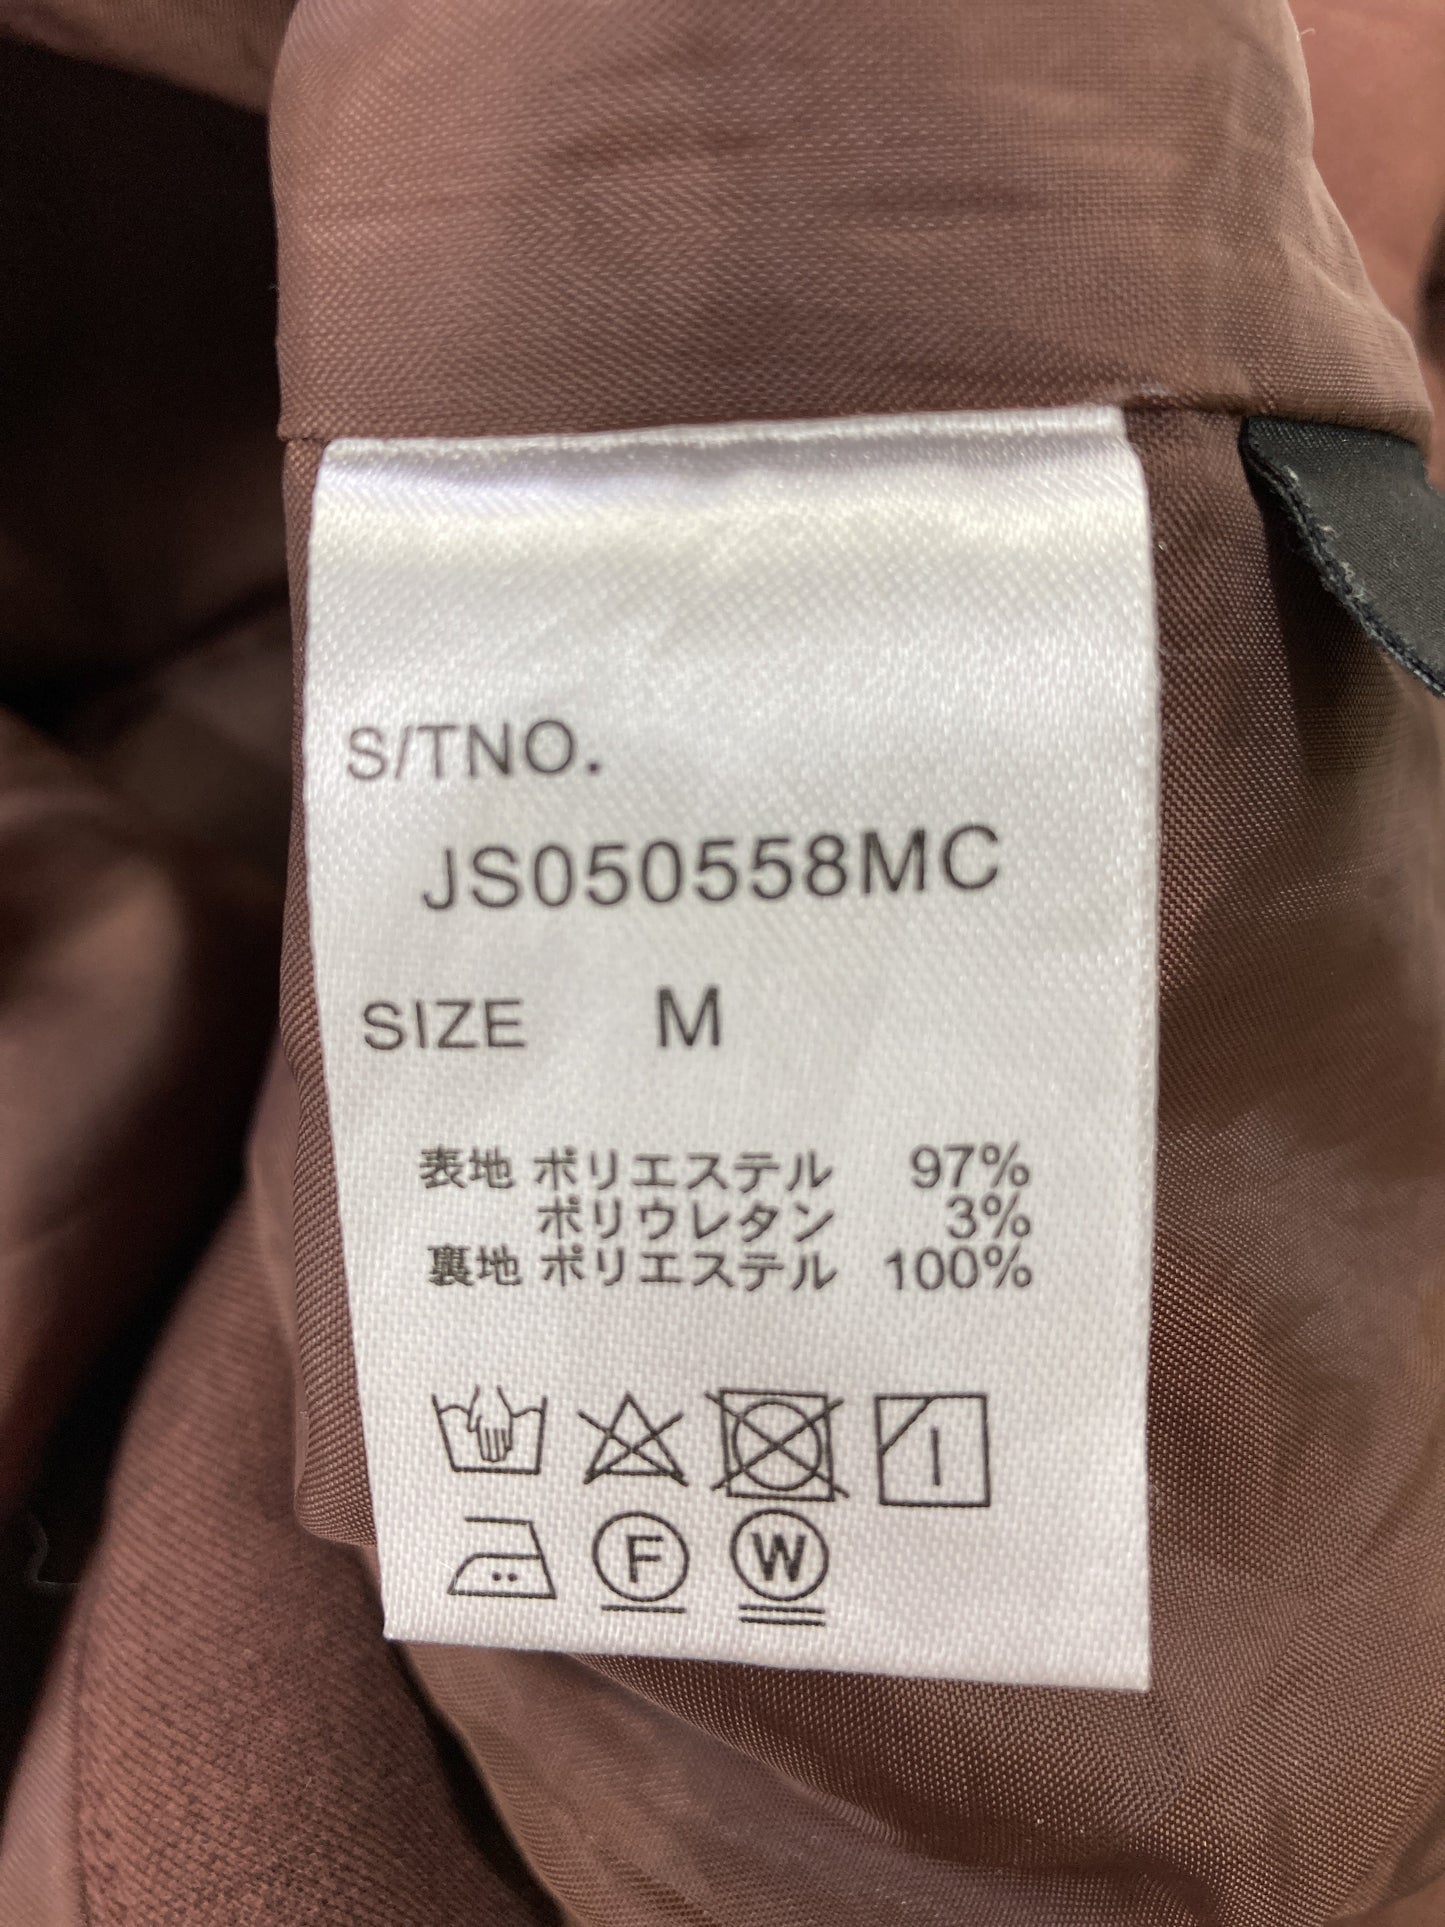 S/TNO.
JS050558MC
SIZE M
表地 ポリエステル 97%
ポリウレタン 3%
裏地 ポリエステル 100%
F W